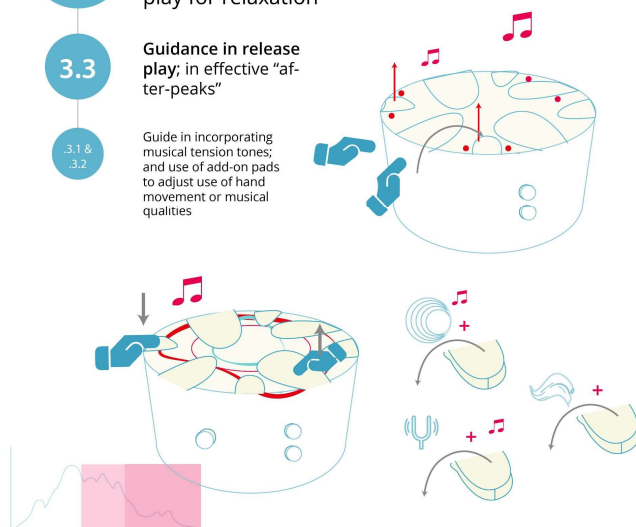 play for relaxation
3.3
Guidance in release
play; in effective “af-
ter-peaks”
.3.1 &
.3.2
Guide in incorporating
musical tension tones;
and use of add-on pads
to adjust use of hand
movement or musical
qualities